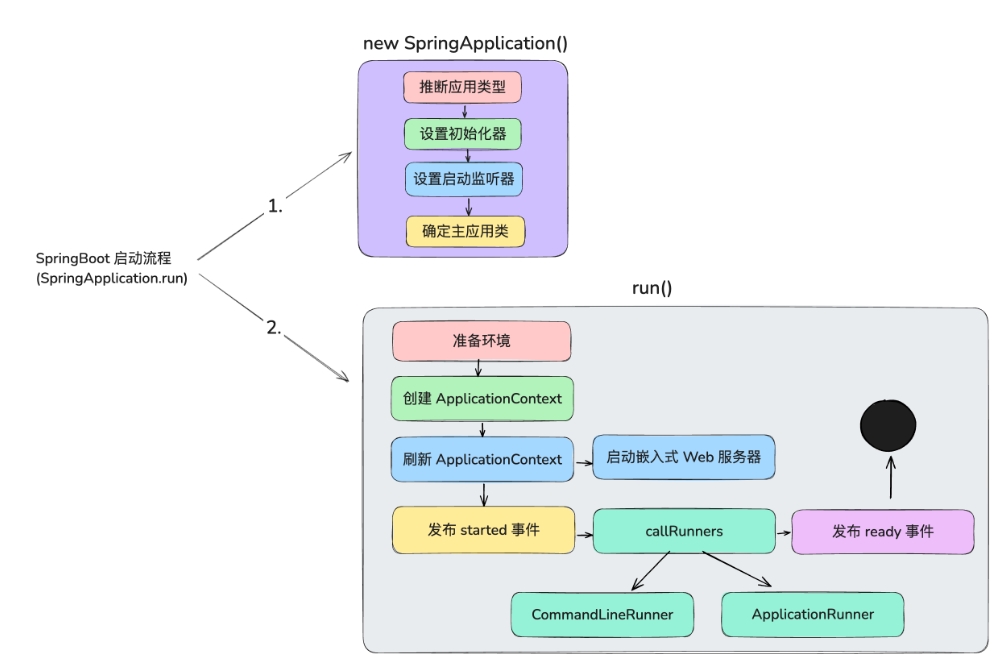 new SpringApplication()
推断应用类型
设置初始化器
设置启动监听器
确定主应用类
1.
SpringBoot 启动流程
(SpringApplication.run)
2.
run()
准备环境
创建 ApplicationContext
刷新 ApplicationContext
启动嵌入式 Web 服务器
发布 started 事件
callRunners
发布 ready 事件
CommandLineRunner
ApplicationRunner